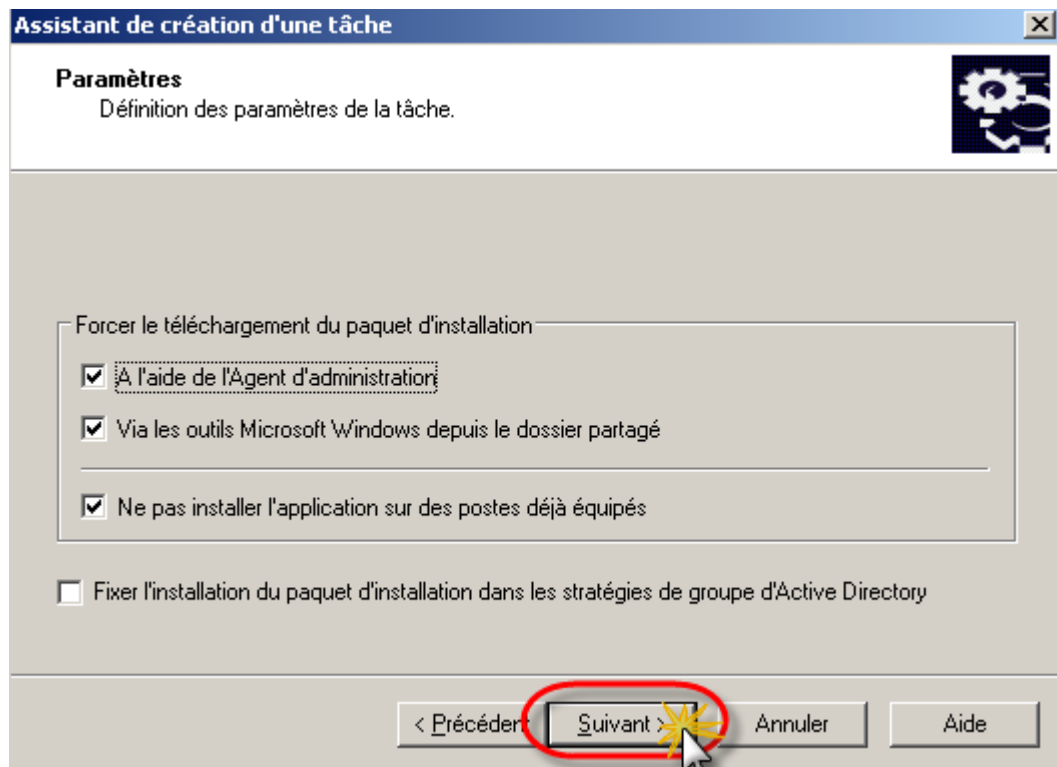 Assistant de création d'une tâche
Paramètres
Définition des paramètres de la tâche.
Forcer le téléchargement du paquet d'installation
A l'aide de l'Agent d'administration
Via les outils Microsoft Windows depuis le dossier partagé
Ne pas installer l'application sur des postes déjà équipés
Fixer l'installation du paquet d'installation dans les stratégies de groupe d'Active Directory
< Précédent Suivant > Annuler Aide